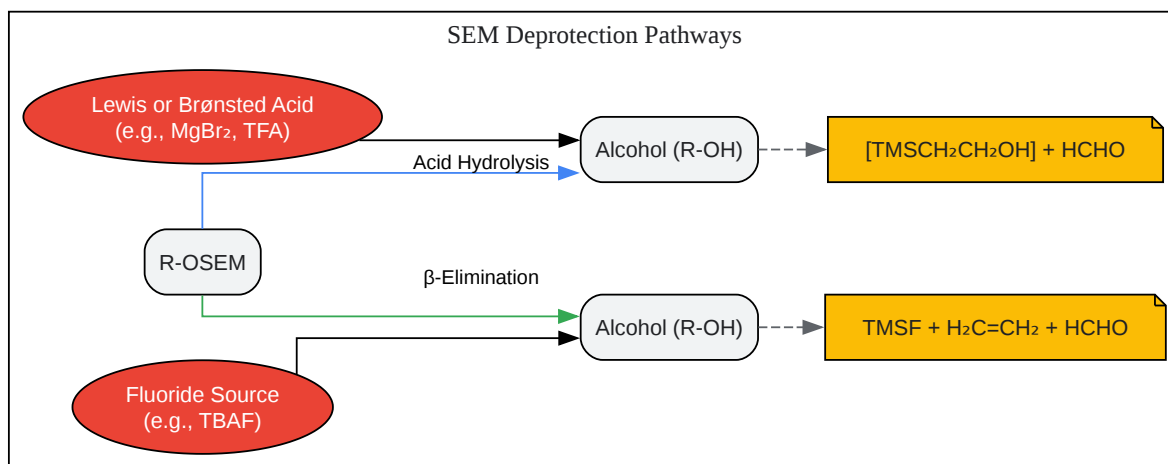 SEM Deprotection Pathways
Lewis or Brønsted Acid
(e.g., MgBr₂, TFA)
Acid Hydrolysis
Alcohol (R-OH)
[TMSCH₂CH₂OH] + HCHO
R-OSEM
β-Elimination
Alcohol (R-OH)
TMSF + H₂C=CH₂ + HCHO
Fluoride Source
(e.g., TBAF)